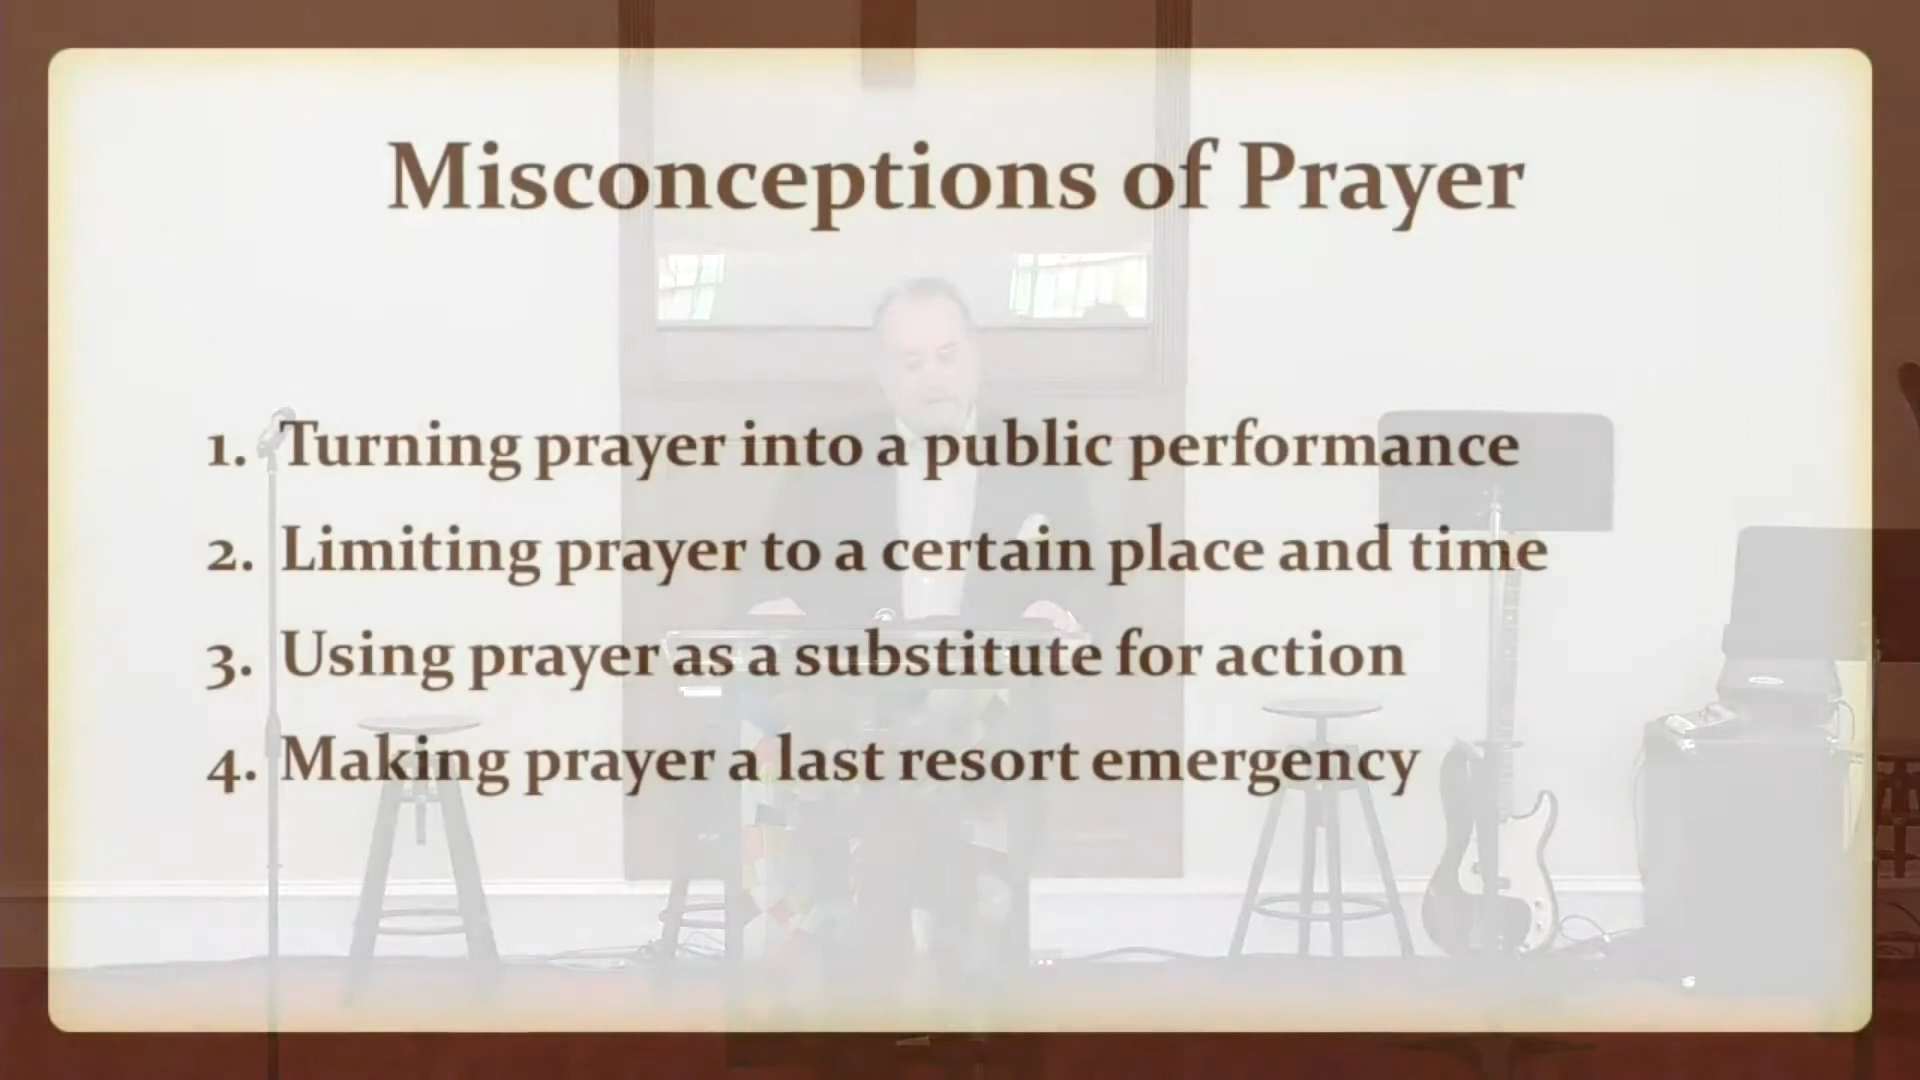 Misconceptions of Prayer
1. Turning prayer into a public performance
2. Limiting prayer to a certain place and time
3. Using prayer as a substitute for action
4. Making prayer a last resort emergency